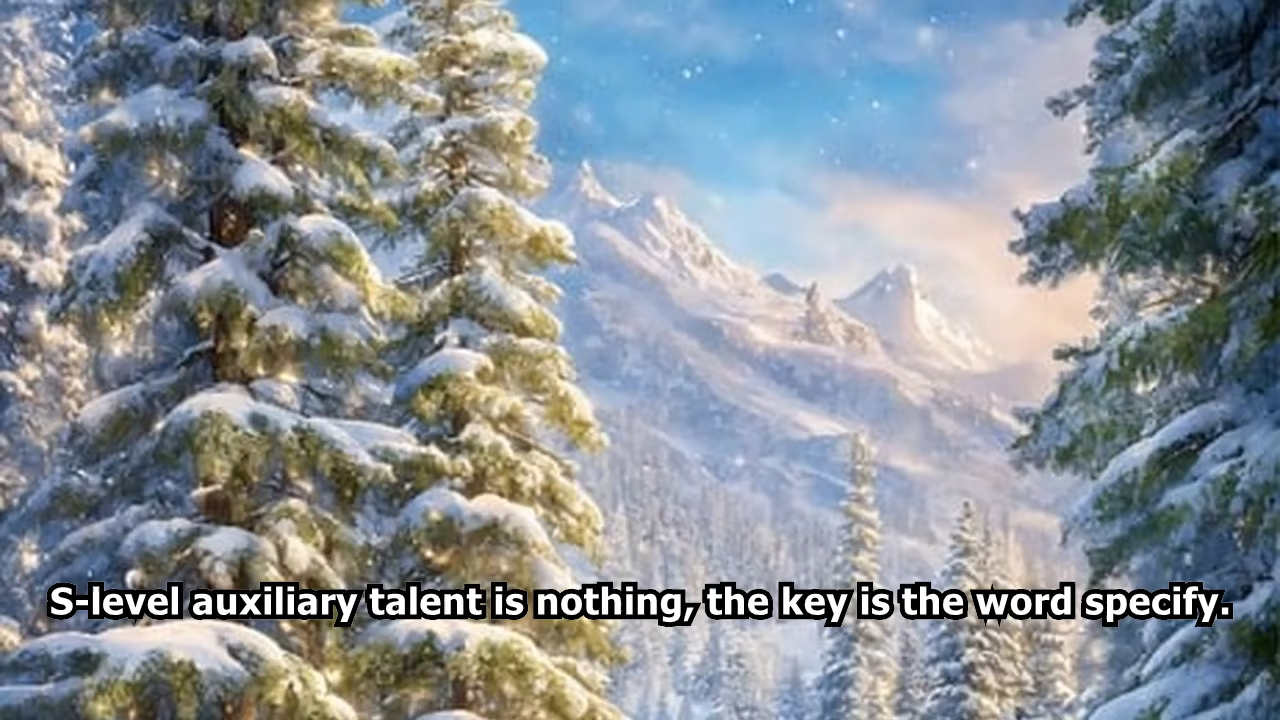 S-level auxiliary talent is nothing, the key is the word specify.